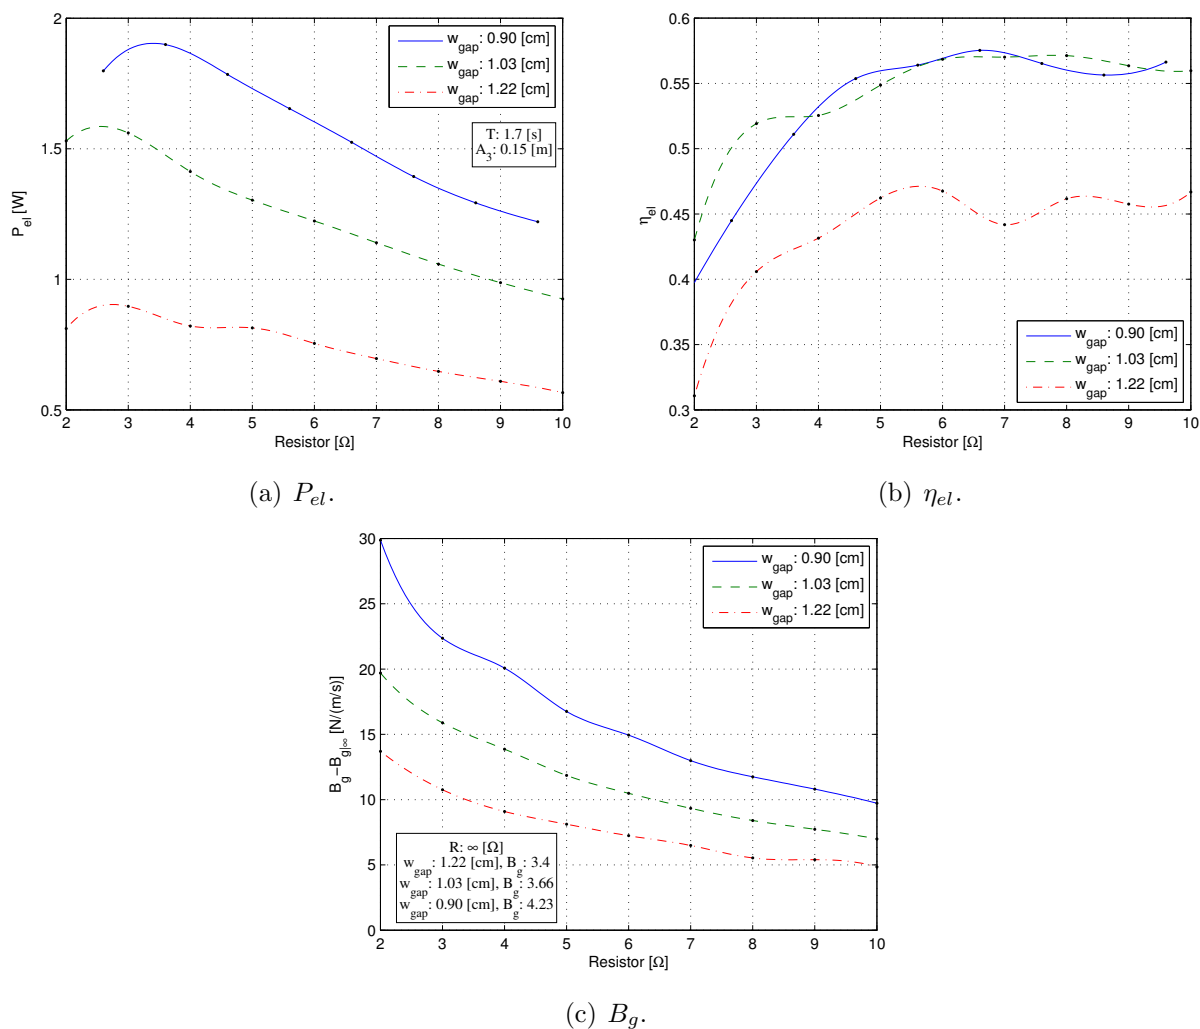 2
1.5
1
0.5
P_el [W]
2 3 4 5 6 7 8 9 10
Resistor [Ω]
w_gap: 0.90 [cm]
w_gap: 1.03 [cm]
w_gap: 1.22 [cm]
T: 1.7 [s]
A_3: 0.15 [m]
(a) P_el.
0.6
0.55
0.5
0.45
0.4
0.35
0.3
η_el
2 3 4 5 6 7 8 9 10
Resistor [Ω]
w_gap: 0.90 [cm]
w_gap: 1.03 [cm]
w_gap: 1.22 [cm]
(b) η_el.
30
25
20
15
10
5
0
B_g−B_g|∞ [N/(m/s)]
2 3 4 5 6 7 8 9 10
Resistor [Ω]
w_gap: 0.90 [cm]
w_gap: 1.03 [cm]
w_gap: 1.22 [cm]
R: ∞ [Ω]
w_gap: 1.22 [cm], B_g: 3.4
w_gap: 1.03 [cm], B_g: 3.66
w_gap: 0.90 [cm], B_g: 4.23
(c) B_g.